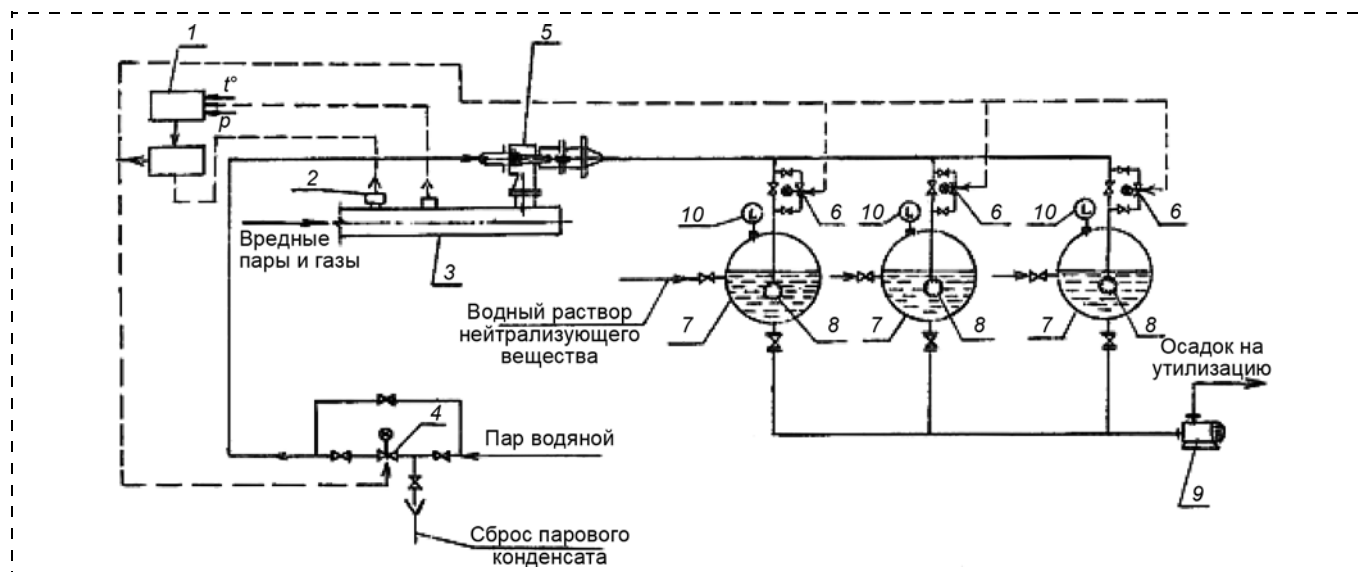 1
5
t°
p
2
10
10
10
6
6
6
Вредные
пары и газы
3
Водный раствор
нейтрализующего
вещества
7
8
7
8
7
8
Осадок на
утилизацию
4
Пар водяной
9
Сброс парового
конденсата